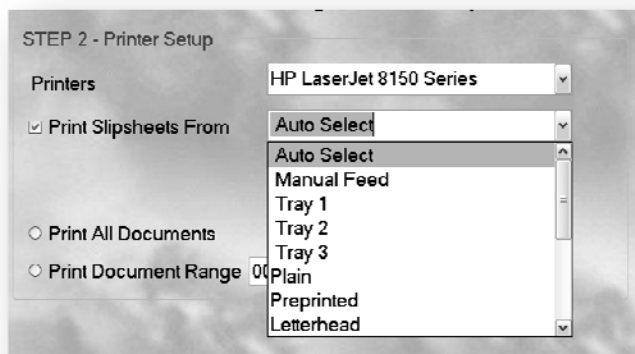 STEP 2 - Printer Setup
Printers
HP LaserJet 8150 Series
Print Slipsheets From
Auto Select
Auto Select
Manual Feed
Tray 1
Tray 2
Tray 3
Print All Documents
Print Document Range
Plain
Preprinted
Letterhead